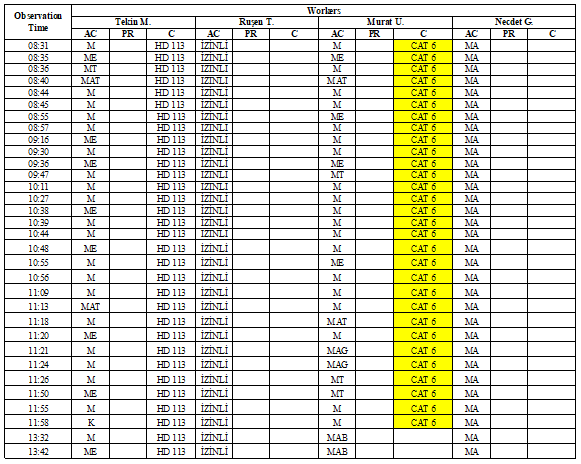 Observation Time Workers
Tekin M. Ruşen T. Murat U. Necdet G.
AC PR C AC PR C AC PR C AC PR C
08:31 M HD 113 İZİNLİ M CAT 6 MA
08:35 ME HD 113 İZİNLİ ME CAT 6 MA
08:36 MT HD 113 İZİNLİ M CAT 6 MA
08:40 MAT HD 113 İZİNLİ MAT CAT 6 MA
08:44 M HD 113 İZİNLİ M CAT 6 MA
08:45 M HD 113 İZİNLİ M CAT 6 MA
08:55 M HD 113 İZİNLİ ME CAT 6 MA
08:57 M HD 113 İZİNLİ M CAT 6 MA
09:16 ME HD 113 İZİNLİ M CAT 6 MA
09:30 M HD 113 İZİNLİ M CAT 6 MA
09:36 ME HD 113 İZİNLİ ME CAT 6 MA
09:47 M HD 113 İZİNLİ MT CAT 6 MA
10:11 M HD 113 İZİNLİ M CAT 6 MA
10:27 M HD 113 İZİNLİ M CAT 6 MA
10:38 ME HD 113 İZİNLİ M CAT 6 MA
10:39 M HD 113 İZİNLİ M CAT 6 MA
10:44 M HD 113 İZİNLİ M CAT 6 MA
10:48 ME HD 113 İZİNLİ M CAT 6 MA
10:55 M HD 113 İZİNLİ ME CAT 6 MA
10:56 M HD 113 İZİNLİ M CAT 6 MA
11:09 M HD 113 İZİNLİ M CAT 6 MA
11:13 MAT HD 113 İZİNLİ M CAT 6 MA
11:18 M HD 113 İZİNLİ MAT CAT 6 MA
11:20 ME HD 113 İZİNLİ M CAT 6 MA
11:21 M HD 113 İZİNLİ MAG CAT 6 MA
11:24 M HD 113 İZİNLİ MAG CAT 6 MA
11:26 M HD 113 İZİNLİ MT CAT 6 MA
11:50 ME HD 113 İZİNLİ MT CAT 6 MA
11:55 M HD 113 İZİNLİ M CAT 6 MA
11:58 K HD 113 İZİNLİ M CAT 6 MA
13:32 M HD 113 İZİNLİ MAB MA
13:42 ME HD 113 İZİNLİ MAB MA